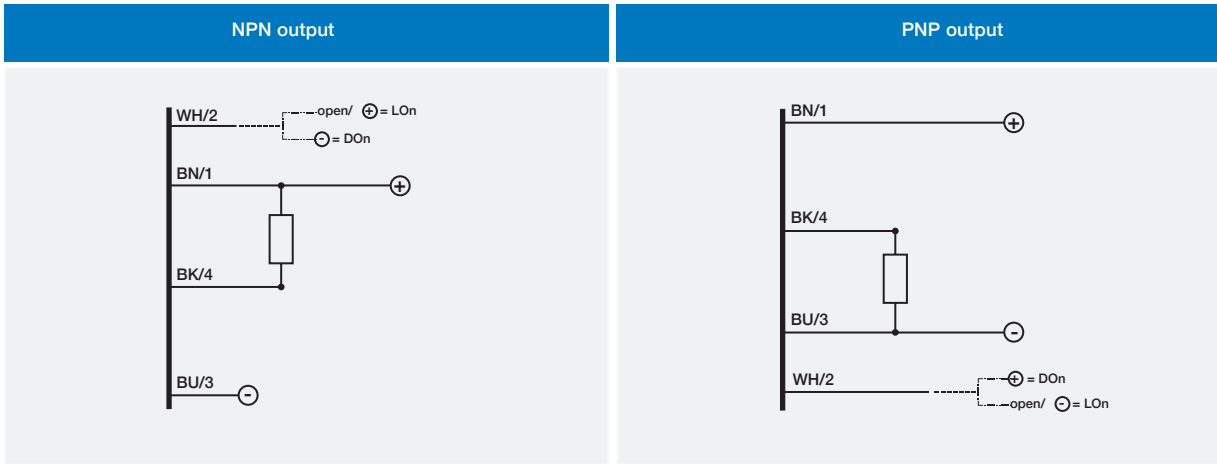 NPN output
WH/2
open/ + = LOn
- = DOn
BN/1
+
BK/4
BU/3
-
PNP output
BN/1
+
BK/4
BU/3
-
WH/2
+ = DOn
open/ - = LOn